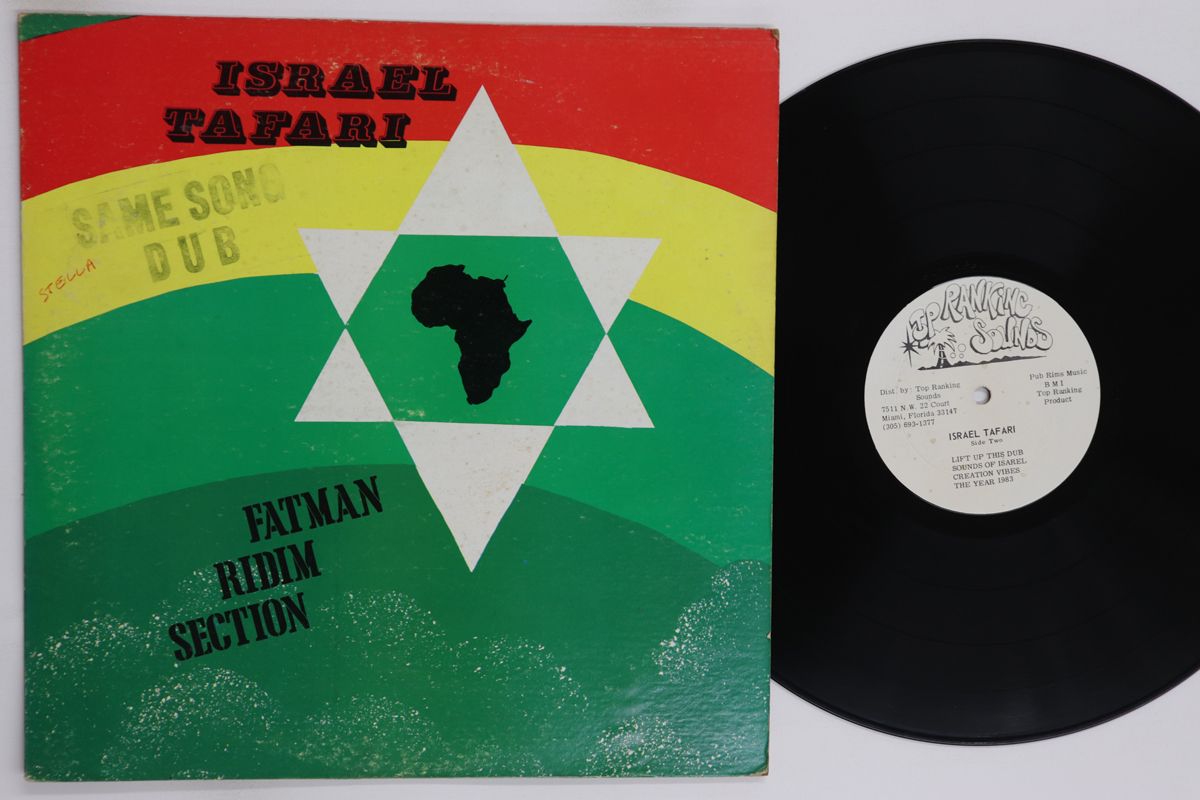 ISRAEL
TAFARI
SAME SONG
DUB
STELLA
FATMAN
RIDIM
SECTION
TOP RANKING
SOUNDS
Dist by: Top Ranking
Sounds
7511 N.W. 22 Court
Miami, Florida 33147
(305) 693-1377
Pub Rims Music
BMI
Top Ranking
Product
ISRAEL TAFARI
Side Two
LIFT UP THIS DUB
SOUNDS OF ISAREL
CREATION VIBES
THE YEAR 1983